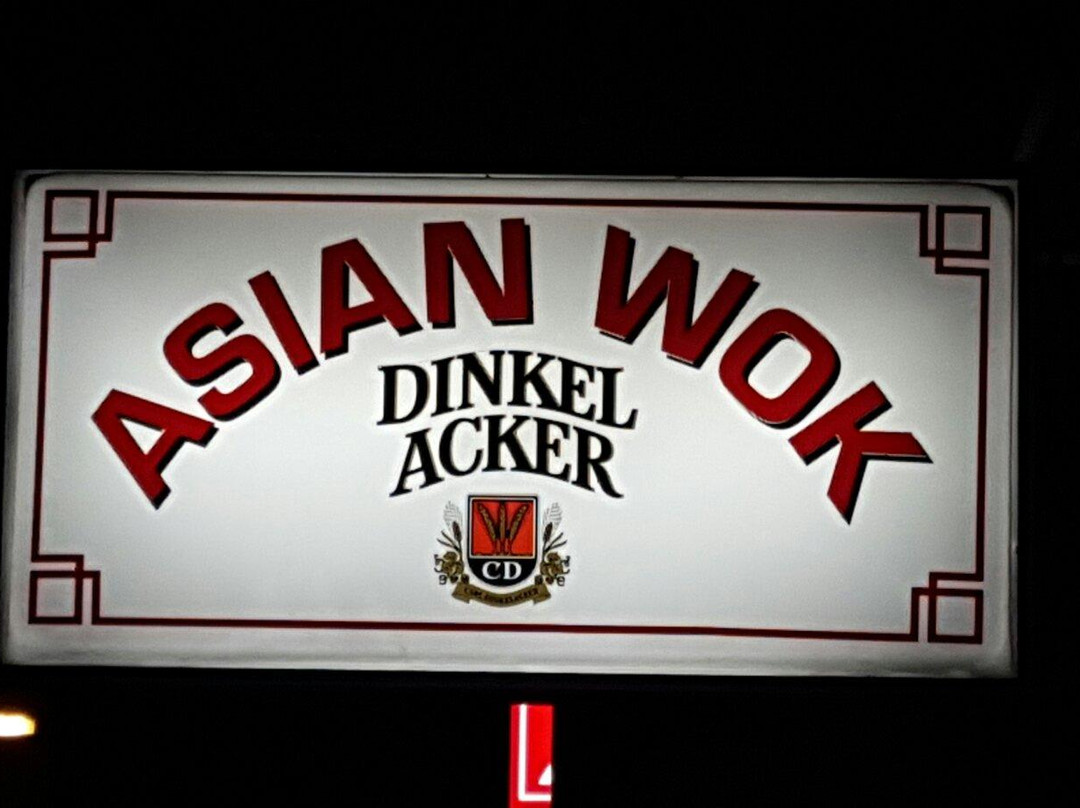 ASIAN WOK
DINKEL
ACKER
CD